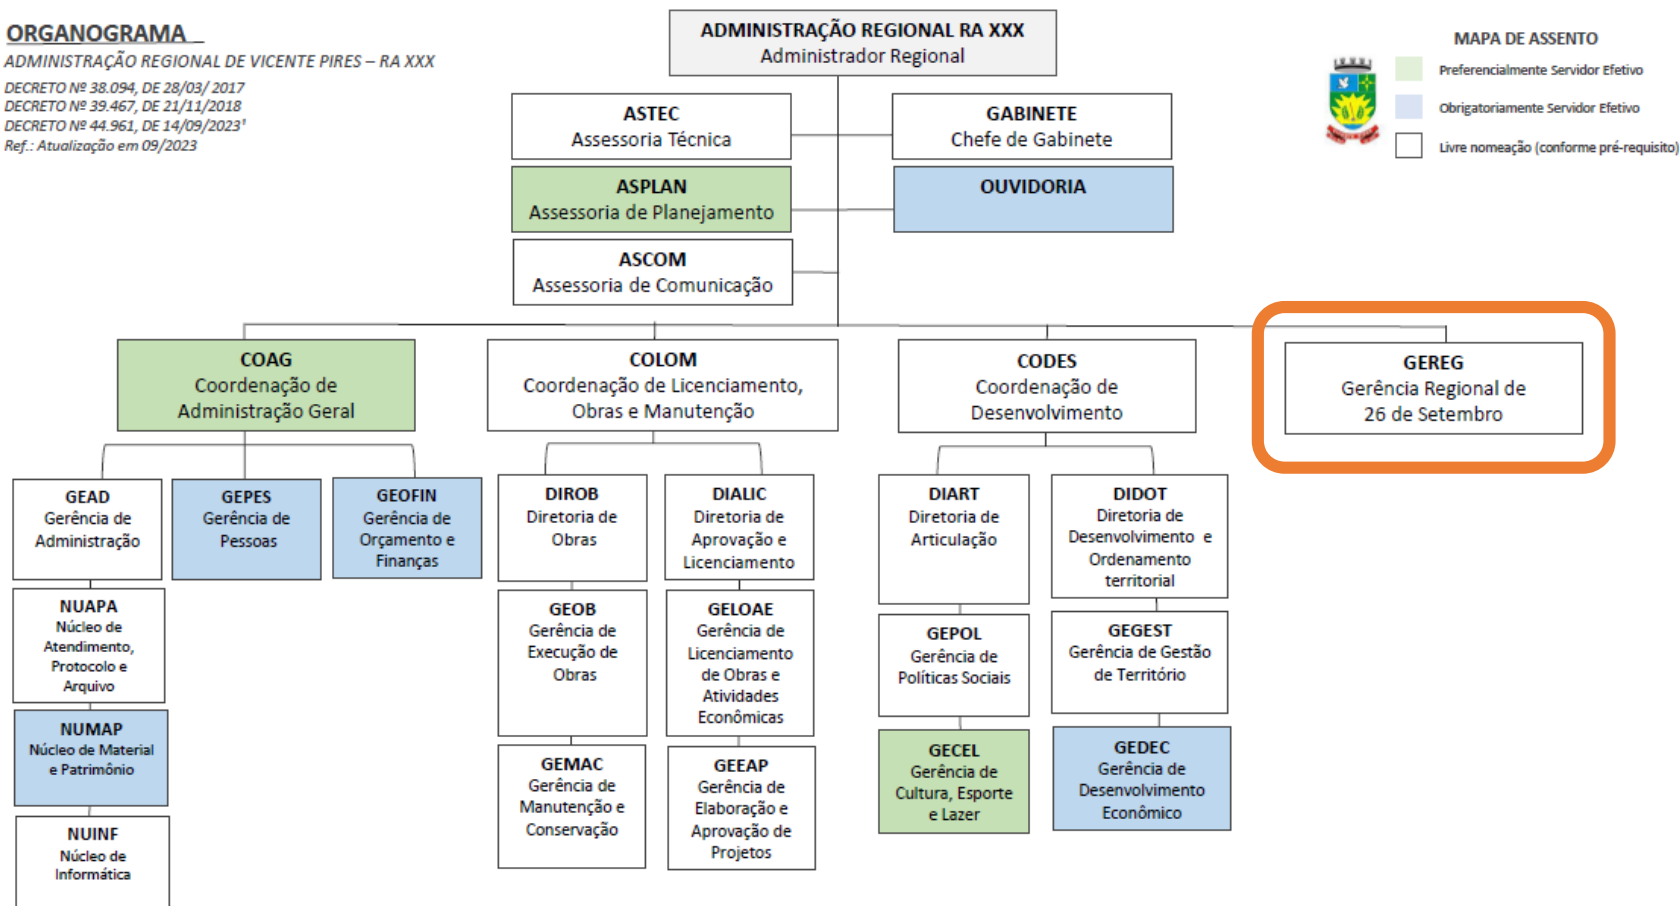 ORGANOGRAMA
ADMINISTRAÇÃO REGIONAL DE VICENTE PIRES – RA XXX
DECRETO Nº 38.094, DE 28/03/ 2017
DECRETO Nº 39.467, DE 21/11/2018
DECRETO Nº 44.961, DE 14/09/2023¹
Ref.: Atualização em 09/2023
ADMINISTRAÇÃO REGIONAL RA XXX
Administrador Regional
MAPA DE ASSENTO
Preferencialmente Servidor Efetivo
Obrigatoriamente Servidor Efetivo
Livre nomeação (conforme pré-requisito)
ASTEC
Assessoria Técnica
GABINETE
Chefe de Gabinete
ASPLAN
Assessoria de Planejamento
OUVIDORIA
ASCOM
Assessoria de Comunicação
COAG
Coordenação de
Administração Geral
COLOM
Coordenação de Licenciamento,
Obras e Manutenção
CODES
Coordenação de
Desenvolvimento
GEREG
Gerência Regional de
26 de Setembro
GEAD
Gerência de
Administração
GEPES
Gerência de
Pessoas
GEOFIN
Gerência de
Orçamento e
Finanças
DIROB
Diretoria de
Obras
DIALIC
Diretoria de
Aprovação e
Licenciamento
DIART
Diretoria de
Articulação
DIDOT
Diretoria de
Desenvolvimento e
Ordenamento
territorial
NUAPA
Núcleo de
Atendimento,
Protocolo e
Arquivo
GEOB
Gerência de
Execução de
Obras
GELOAE
Gerência de
Licenciamento
de Obras e
Atividades
Econômicas
GEPOL
Gerência de
Políticas Sociais
GEGEST
Gerência de Gestão
de Território
NUMAP
Núcleo de Material
e Patrimônio
GEMAC
Gerência de
Manutenção e
Conservação
GEEAP
Gerência de
Elaboração e
Aprovação de
Projetos
GECEL
Gerência de
Cultura, Esporte
e Lazer
GEDEC
Gerência de
Desenvolvimento
Econômico
NUINF
Núcleo de
Informática